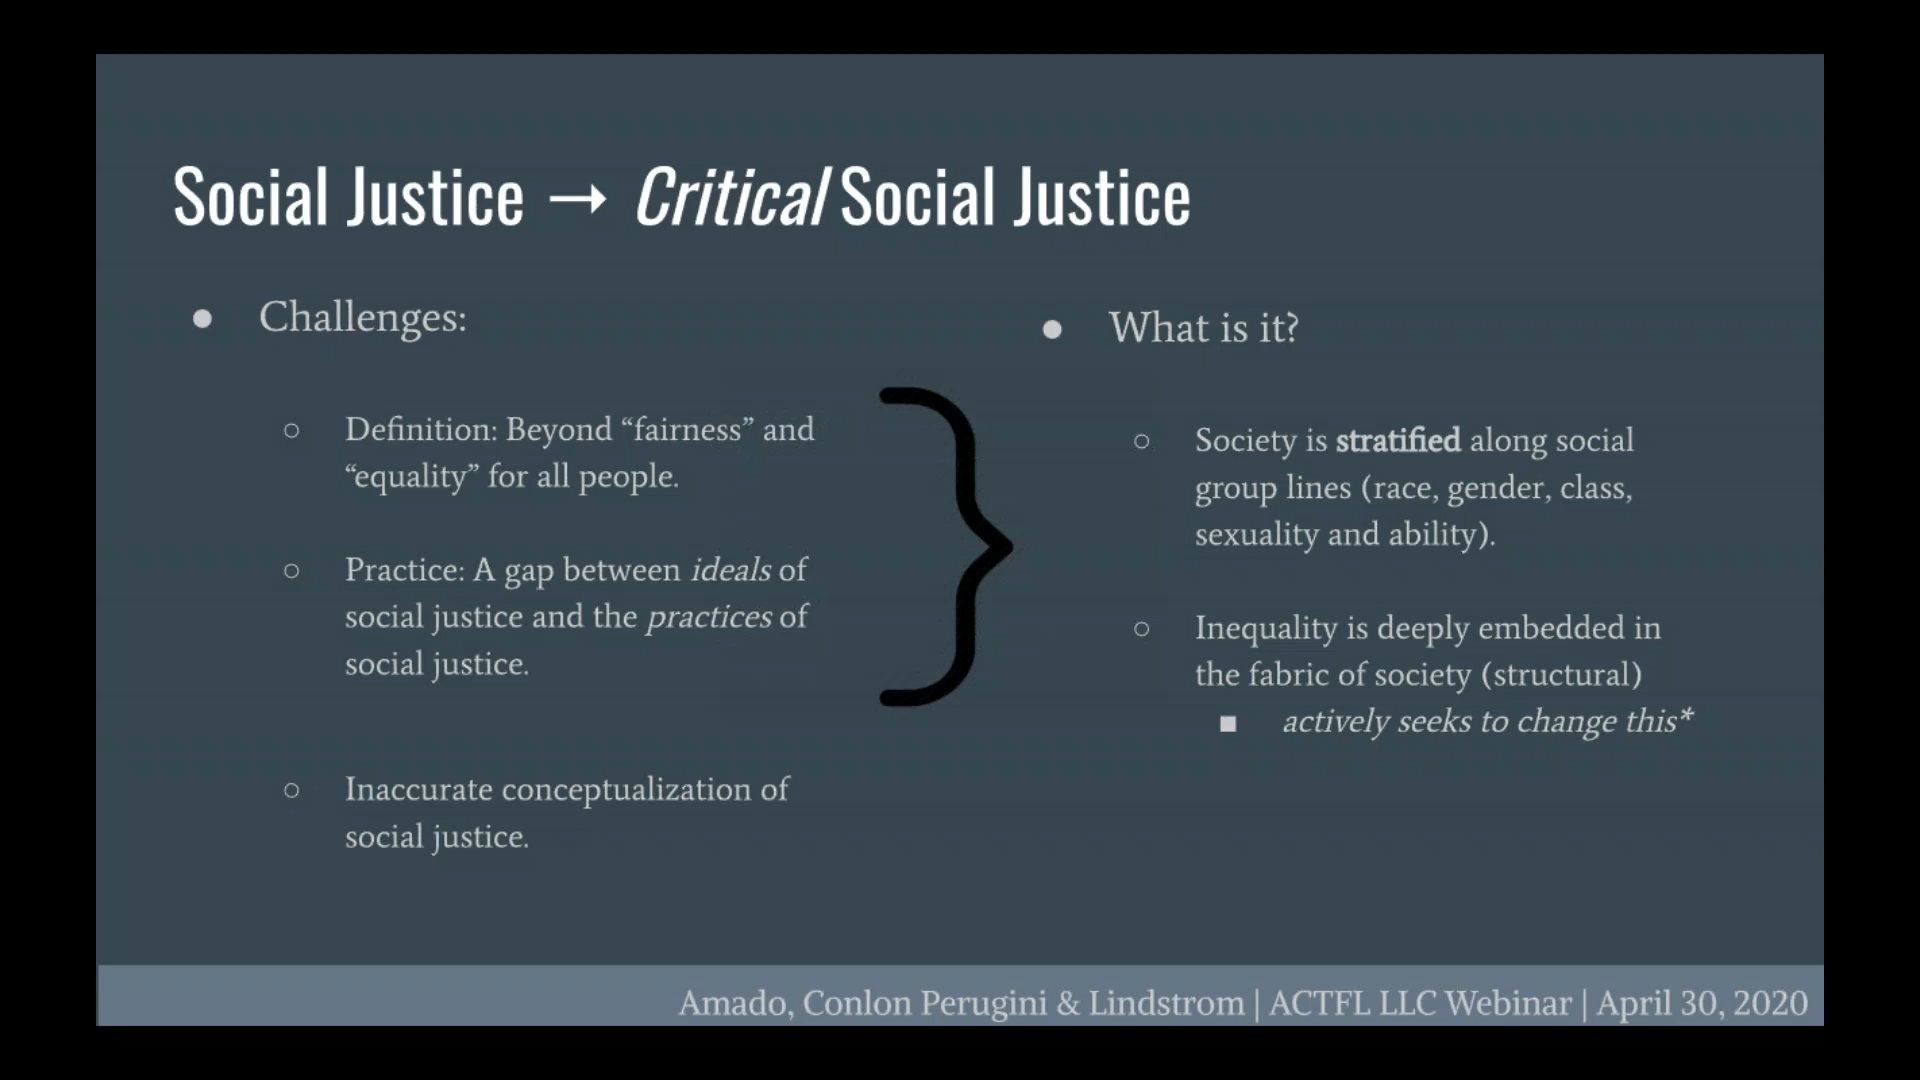 Social Justice → Critical Social Justice
● Challenges:
○ Definition: Beyond “fairness” and
“equality” for all people.
○ Practice: A gap between ideals of
social justice and the practices of
social justice.
○ Inaccurate conceptualization of
social justice.
● What is it?
○ Society is stratified along social
group lines (race, gender, class,
sexuality and ability).
○ Inequality is deeply embedded in
the fabric of society (structural)
■ actively seeks to change this*
Amado, Conlon Perugini & Lindstrom | ACTFL LLC Webinar | April 30, 2020